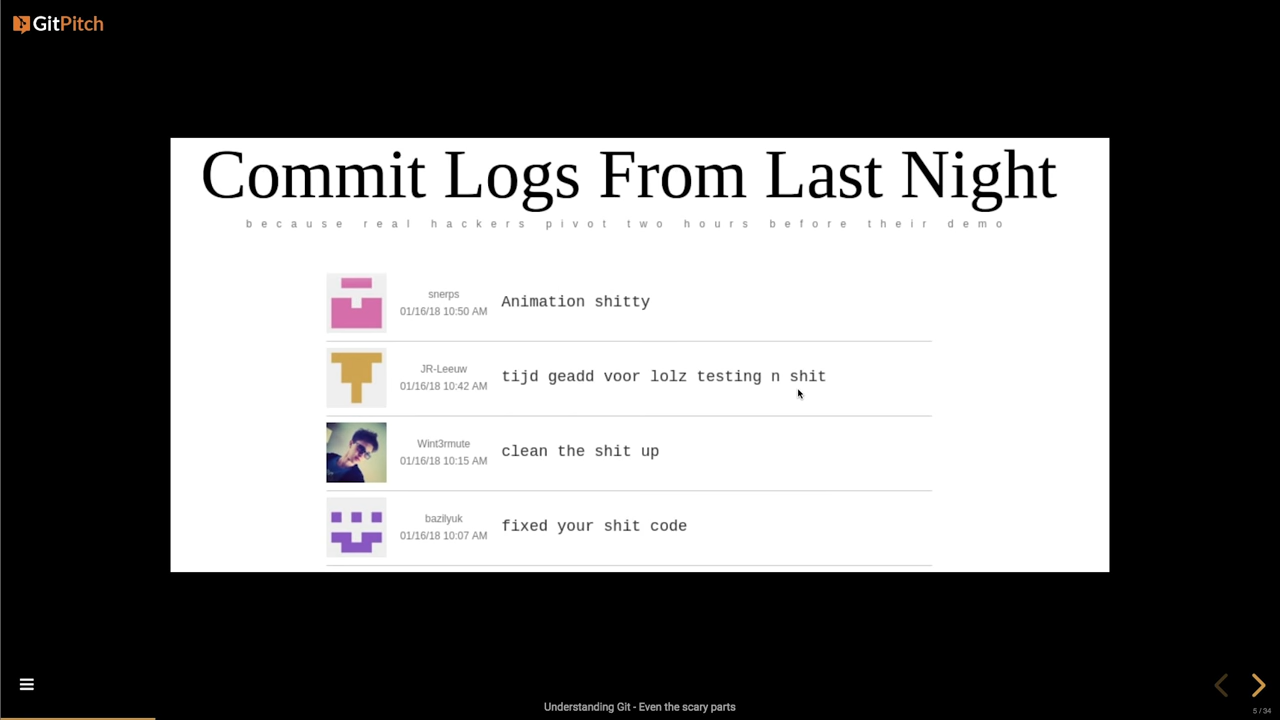 GitPitch
Commit Logs From Last Night
because real hackers pivot two hours before their demo
snerps
01/16/18 10:50 AM
Animation shitty
JR-Leeuw
01/16/18 10:42 AM
tijd geadd voor lolz testing n shit
Wint3rmute
01/16/18 10:15 AM
clean the shit up
bazilyuk
01/16/18 10:07 AM
fixed your shit code
Understanding Git - Even the scary parts
5 / 34